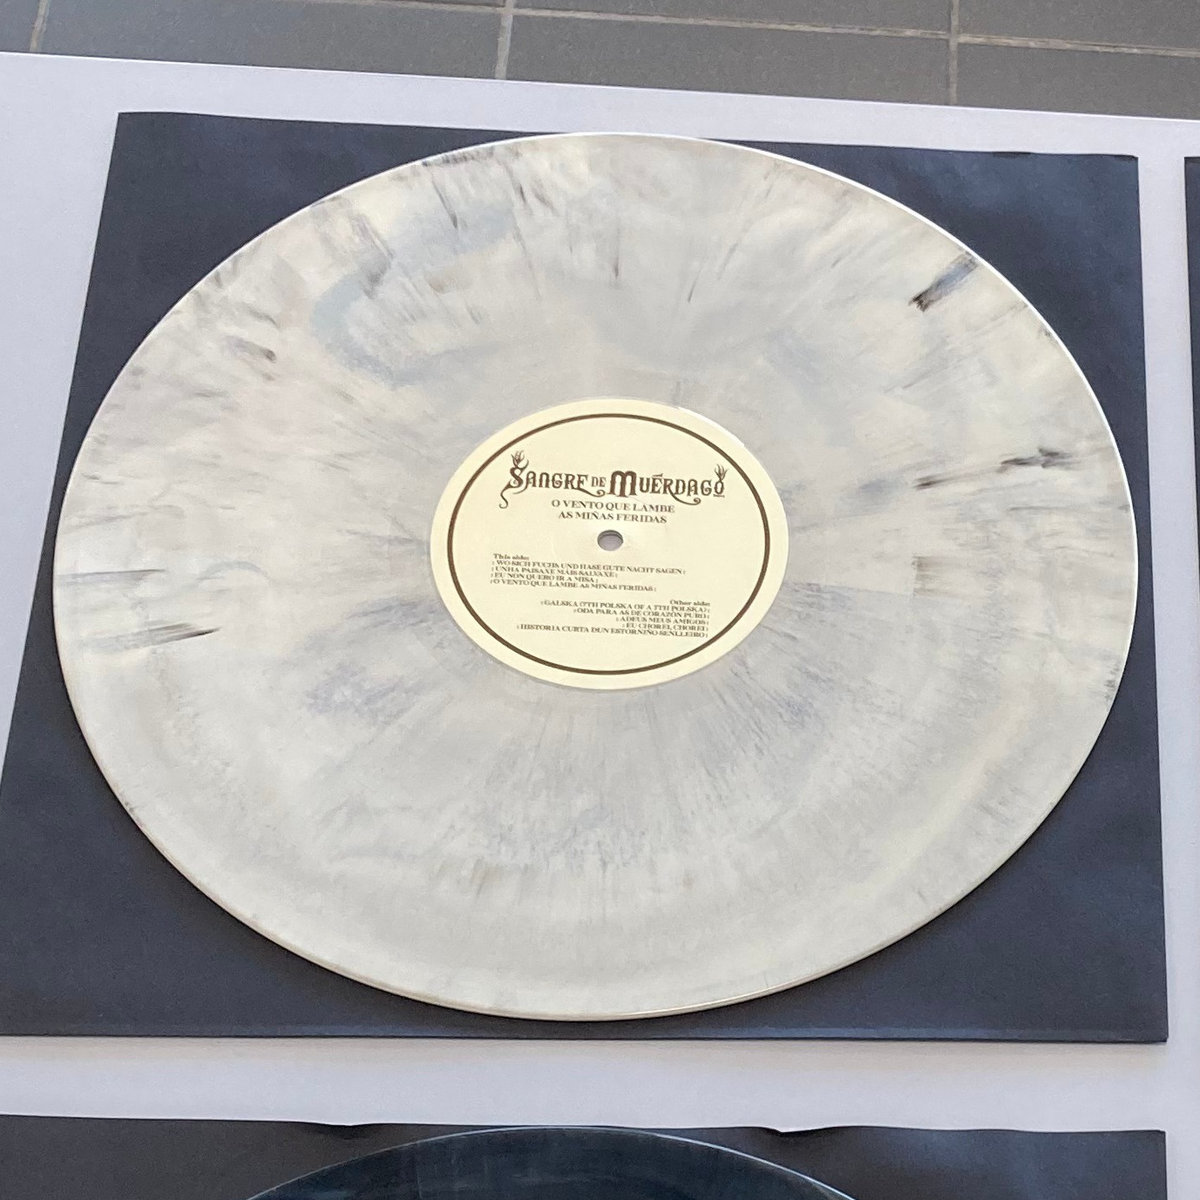 SANGRE DE MUÉRDAGO
O VENTO QUE LAMBE
AS MIÑAS FERIDAS
This side:
: WO SICH FUCHS UND HASE GUTE NACHT SAGEN :
: UNHA PAISAXE MÁIS SALVAXE :
: EU NON QUERO IR A MISA :
: O VENTO QUE LAMBE AS MIÑAS FERIDAS :
Other side:
: GALSKA (7TH POLSKA OF A 7TH POLSKA) :
: ODA PARA AS DE CORAZÓN PURO :
: ADEUS MEUS AMIGOS :
: EU CHOREI, CHOREI :
: HISTORIA CURTA DUN ESTORNIÑO SENLLEIRO :